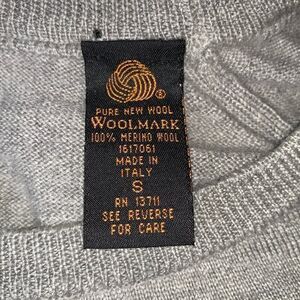 ®
PURE NEW WOOL
WOOLMARK
100% MERINO WOOL
1617061
MADE IN
ITALY
S
RN 13711
SEE REVERSE
FOR CARE